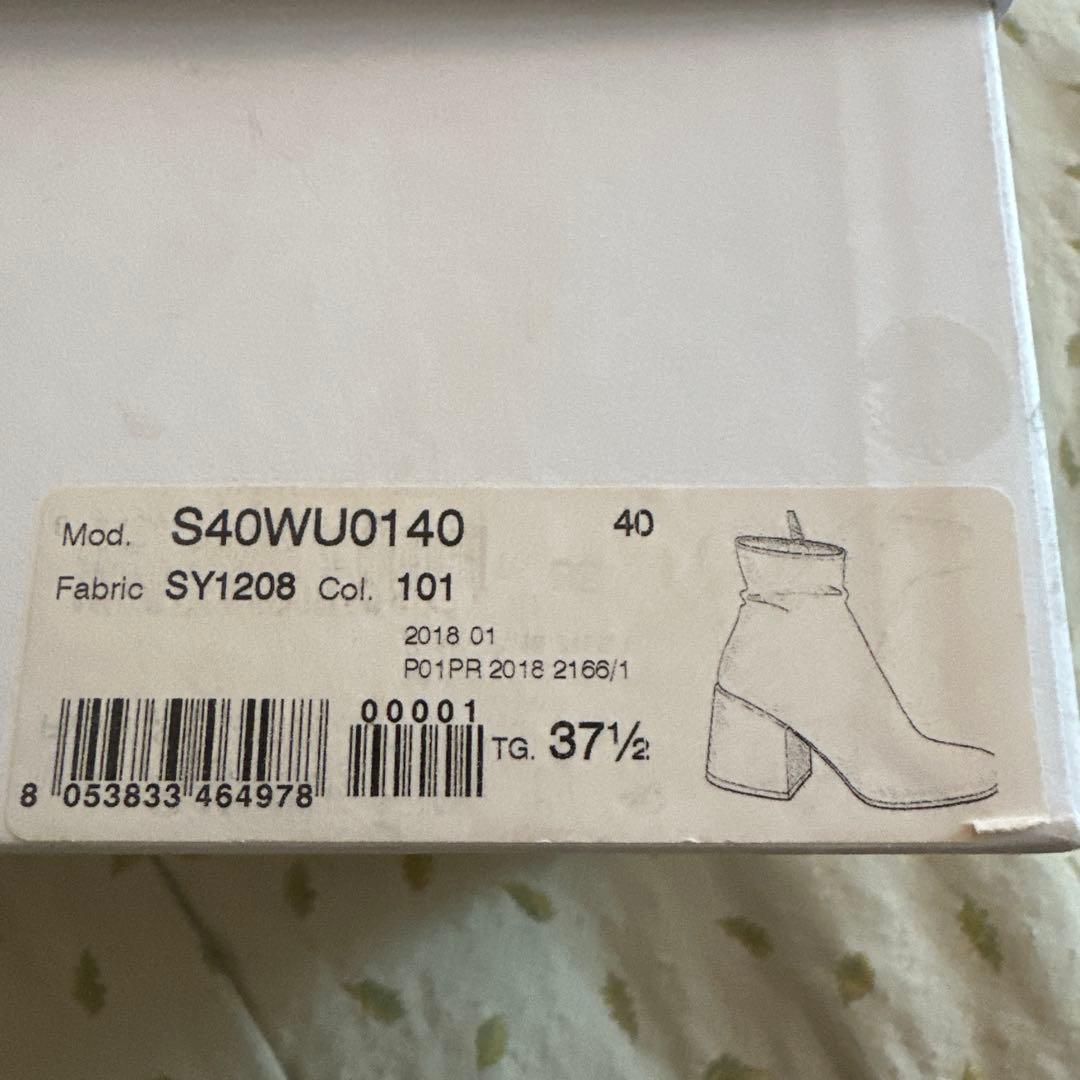 Mod. S40WU0140 40
Fabric SY1208 Col. 101
2018 01
P01PR 2018 2166/1
00001
TG. 37½
8 053833 464978